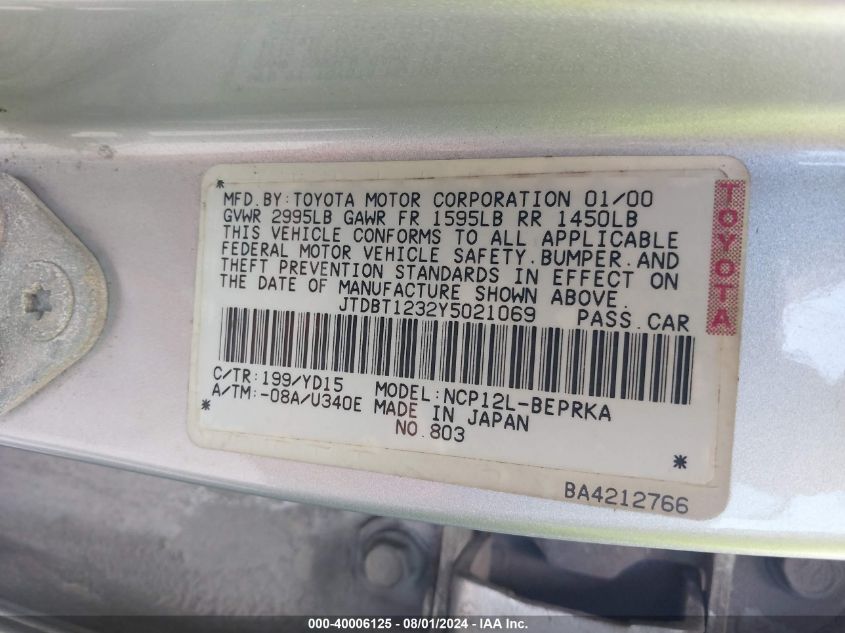 *
MFD. BY: TOYOTA MOTOR CORPORATION 01/00
GVWR 2995LB GAWR FR 1595LB RR 1450LB
THIS VEHICLE CONFORMS TO ALL APPLICABLE
FEDERAL MOTOR VEHICLE SAFETY, BUMPER, AND
THEFT PREVENTION STANDARDS IN EFFECT ON
THE DATE OF MANUFACTURE SHOWN ABOVE.
JTDBT1232Y5021069 PASS. CAR
TOYOTA
C/TR: 199/YD15 MODEL: NCP12L-BEPRKA
A/TM: -08A/U340E MADE IN JAPAN
* NO. 803 *
BA4212766
000-40006125 - 08/01/2024 - IAA Inc.